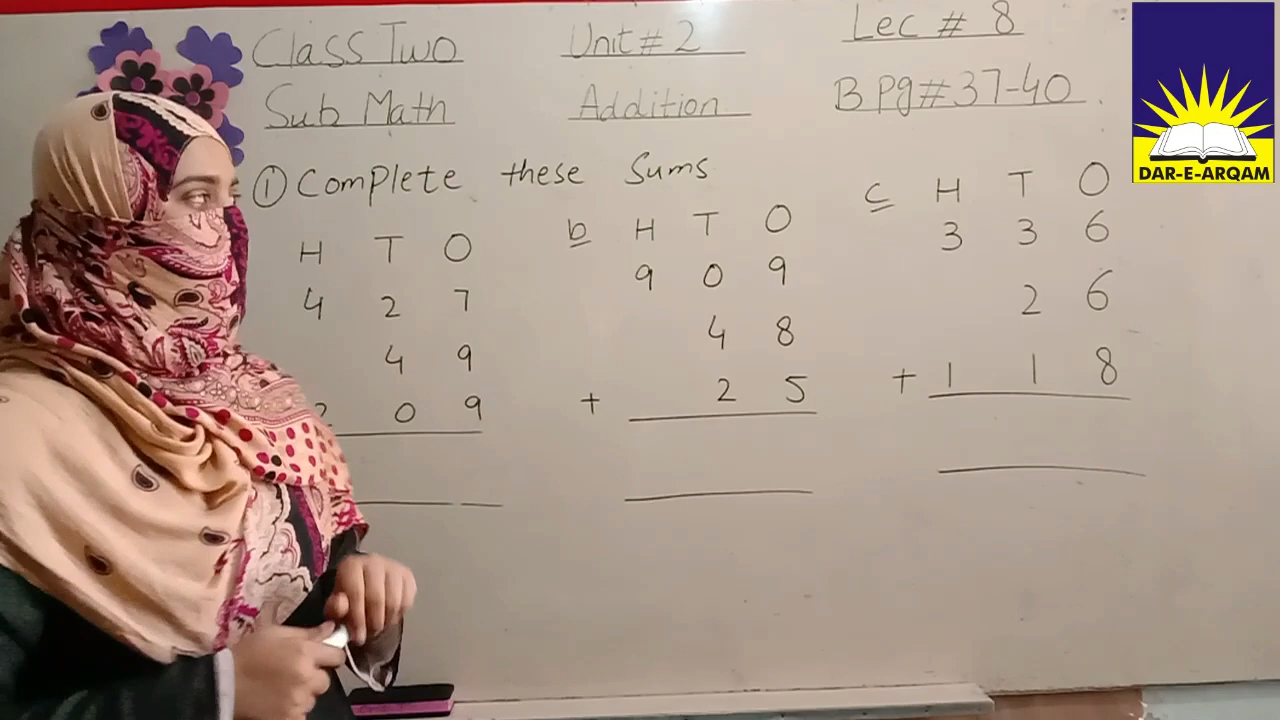 Class Two Unit # 2 Lec # 8
Sub Math Addition B Pg # 37-40
DAR-E-ARQAM
① Complete these Sums
H T O
4 2 7
4 9
0 9
b H T O
9 0 9
4 8
+ 2 5
c H T O
3 3 6
2 6
+ 1 1 8